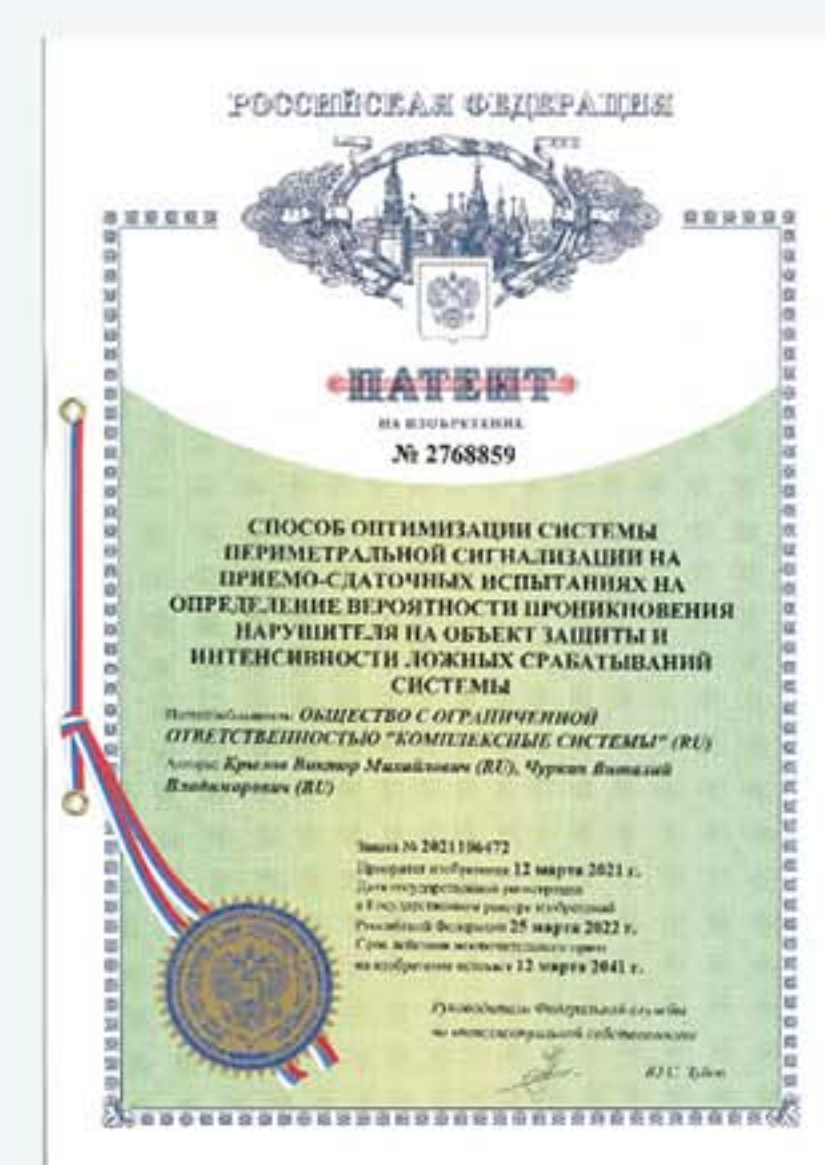 РОССИЙСКАЯ ФЕДЕРАЦИЯ
ПАТЕНТ
НА ИЗОБРЕТЕНИЕ
№ 2768859
СПОСОБ ОПТИМИЗАЦИИ СИСТЕМЫ
ПЕРИМЕТРАЛЬНОЙ СИГНАЛИЗАЦИИ НА
ПРИЕМО-СДАТОЧНЫХ ИСПЫТАНИЯХ НА
ОПРЕДЕЛЕНИЕ ВЕРОЯТНОСТИ ПРОНИКНОВЕНИЯ
НАРУШИТЕЛЯ НА ОБЪЕКТ ЗАЩИТЫ И
ИНТЕНСИВНОСТИ ЛОЖНЫХ СРАБАТЫВАНИЙ
СИСТЕМЫ
Патентообладатель: ОБЩЕСТВО С ОГРАНИЧЕННОЙ
ОТВЕТСТВЕННОСТЬЮ "КОМПЛЕКСНЫЕ СИСТЕМЫ" (RU)
Авторы: Крылов Виктор Михайлович (RU), Чуркин Виталий
Владимирович (RU)
Заявка № 2021106472
Приоритет изобретения 12 марта 2021 г.
Дата государственной регистрации
в Государственном реестре изобретений
Российской Федерации 25 марта 2022 г.
Срок действия исключительного права
на изобретение истекает 12 марта 2041 г.
Руководитель Федеральной службы
по интеллектуальной собственности